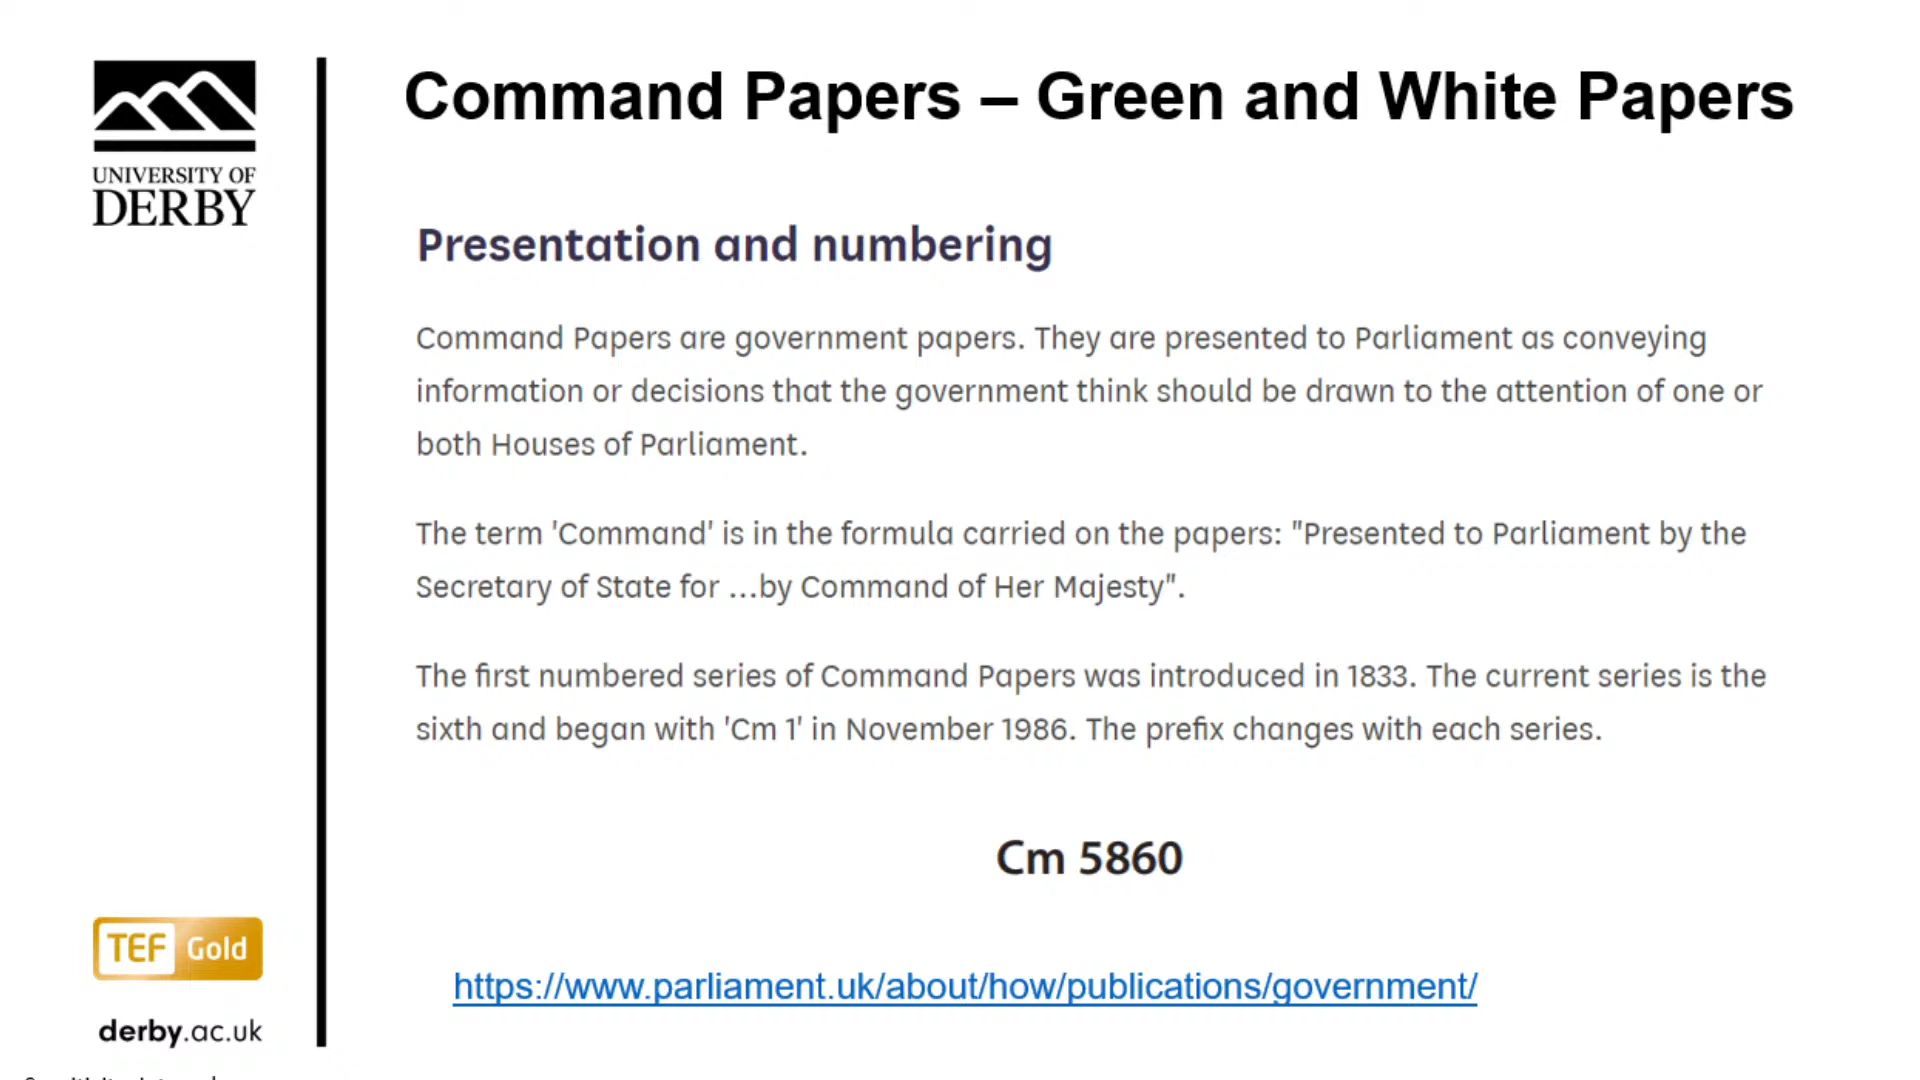 UNIVERSITY OF
DERBY
Command Papers – Green and White Papers
Presentation and numbering
Command Papers are government papers. They are presented to Parliament as conveying
information or decisions that the government think should be drawn to the attention of one or
both Houses of Parliament.
The term 'Command' is in the formula carried on the papers: "Presented to Parliament by the
Secretary of State for ...by Command of Her Majesty".
The first numbered series of Command Papers was introduced in 1833. The current series is the
sixth and began with 'Cm 1' in November 1986. The prefix changes with each series.
Cm 5860
https://www.parliament.uk/about/how/publications/government/
TEF Gold
derby.ac.uk